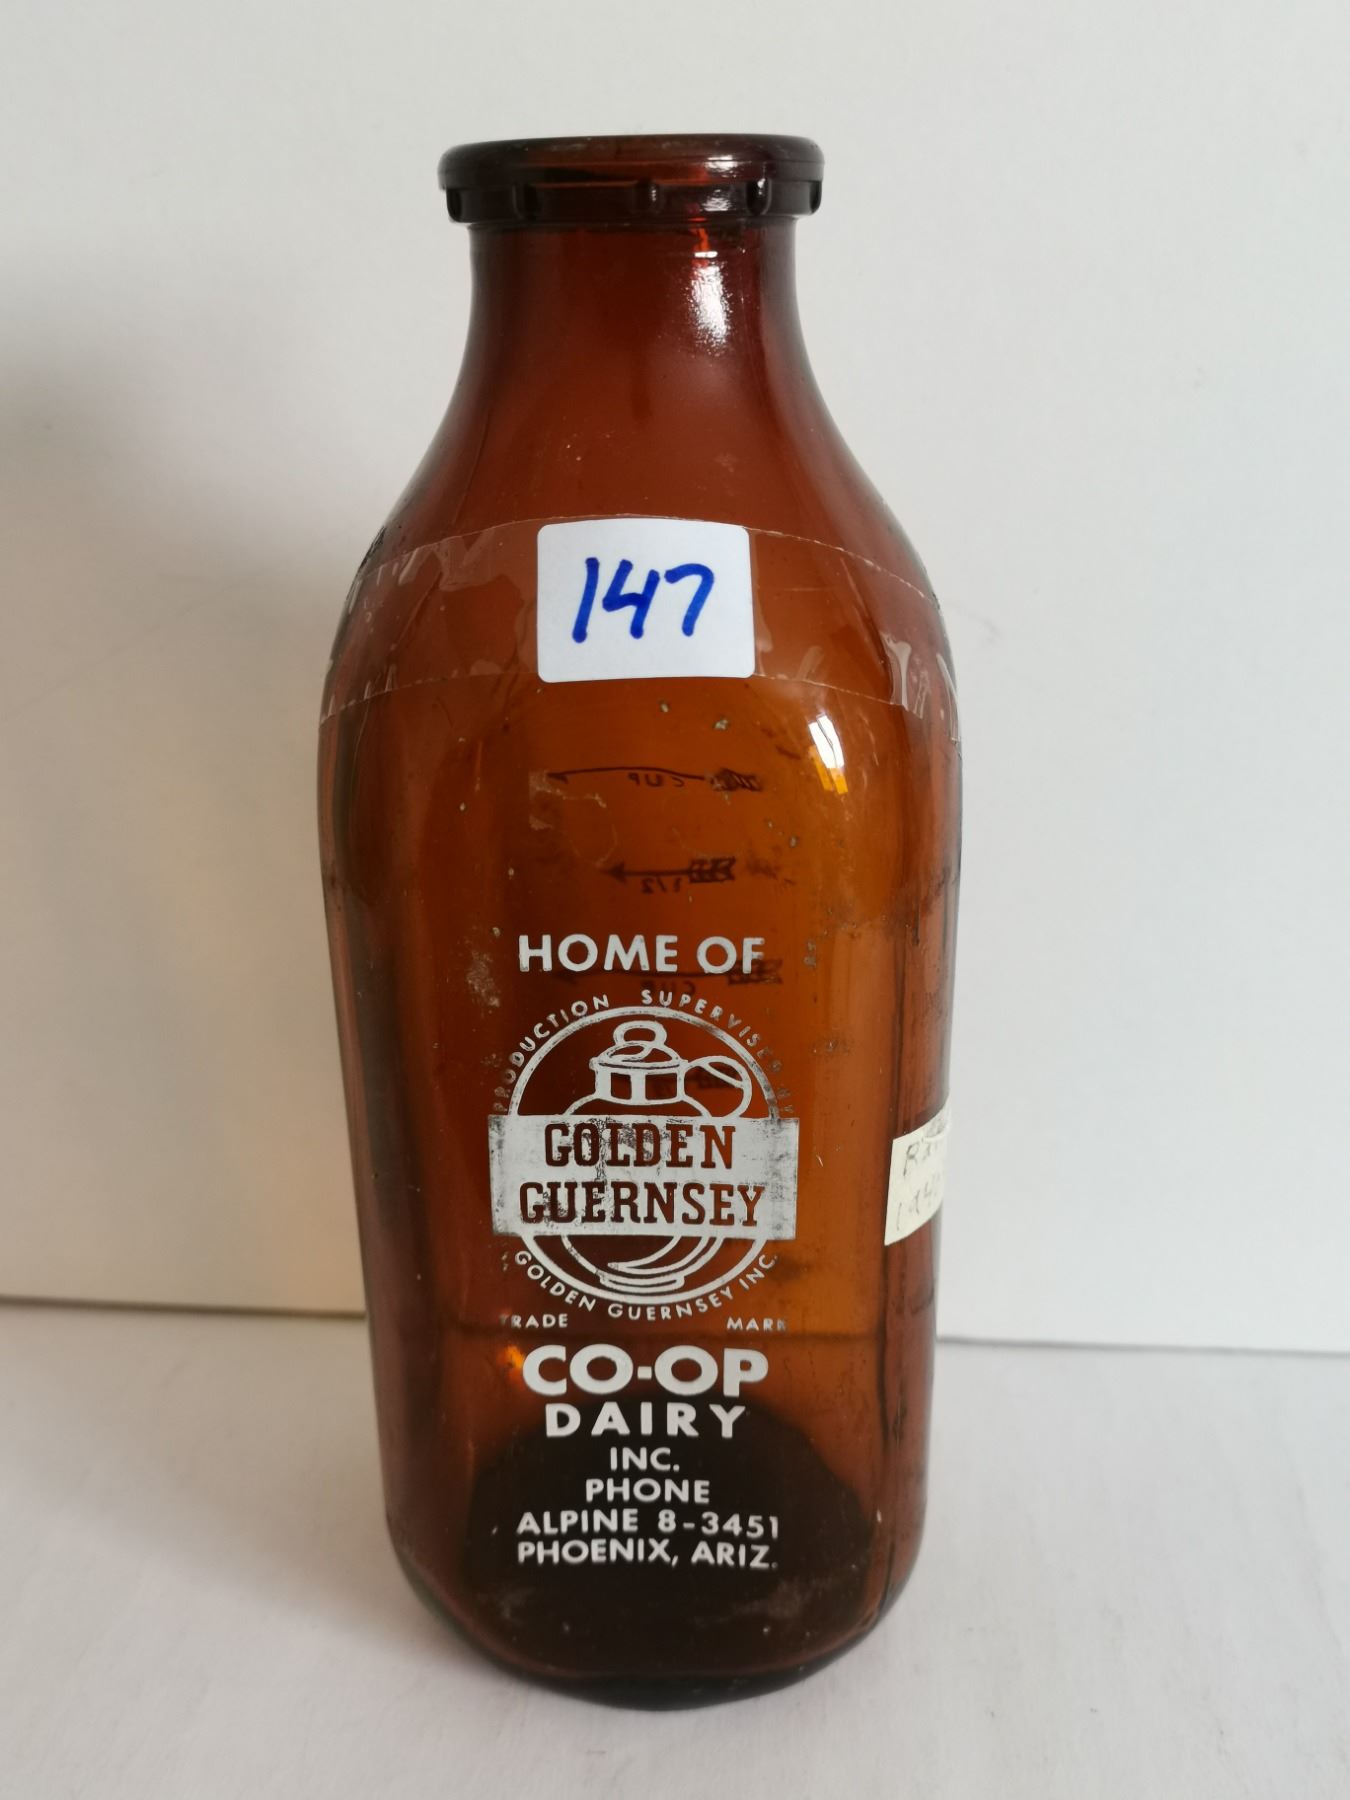 147
CUP
1/2
CUP
HOME OF
PRODUCTION SUPERVISED BY
GOLDEN
GUERNSEY
GOLDEN GUERNSEY INC.
TRADE MARK
CO-OP
DAIRY
INC.
PHONE
ALPINE 8-3451
PHOENIX, ARIZ.